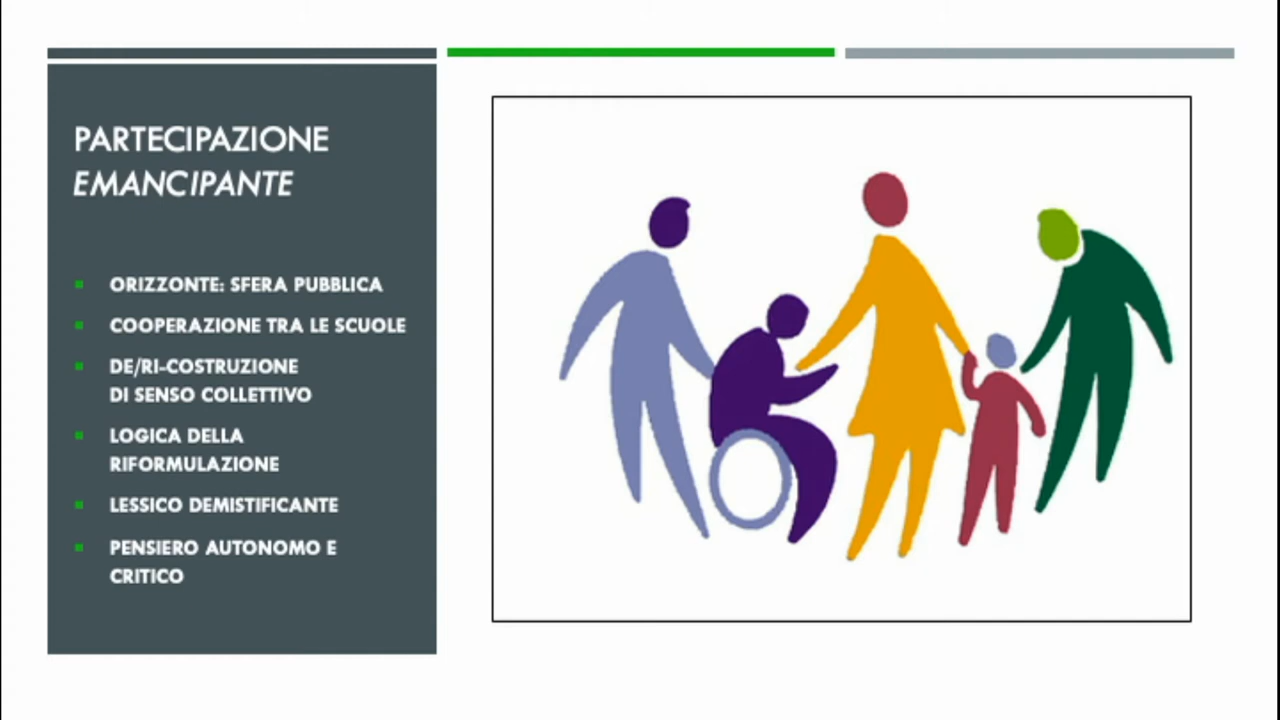 PARTECIPAZIONE
EMANCIPANTE
ORIZZONTE: SFERA PUBBLICA
COOPERAZIONE TRA LE SCUOLE
DE/RI-COSTRUZIONE
DI SENSO COLLETTIVO
LOGICA DELLA
RIFORMULAZIONE
LESSICO DEMISTIFICANTE
PENSIERO AUTONOMO E
CRITICO